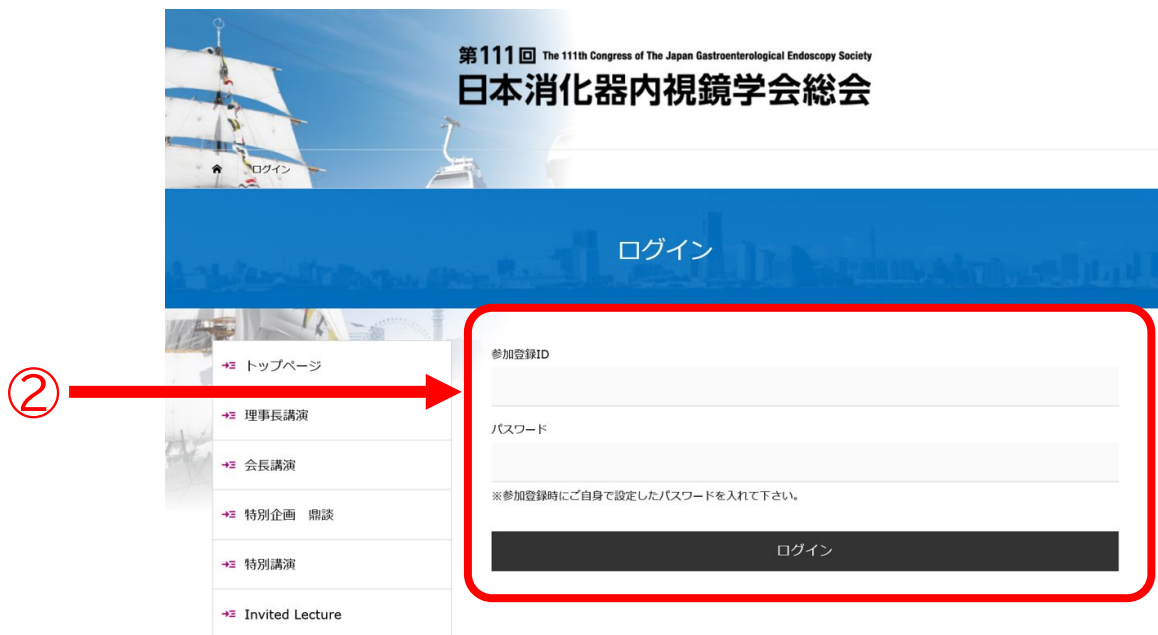 第111回 The 111th Congress of The Japan Gastroenterological Endoscopy Society
日本消化器内視鏡学会総会
ログイン
ログイン
②
参加登録ID
パスワード
※参加登録時にご自身で設定したパスワードを入れて下さい。
ログイン
トップページ
理事長講演
会長講演
特別企画 鼎談
特別講演
Invited Lecture